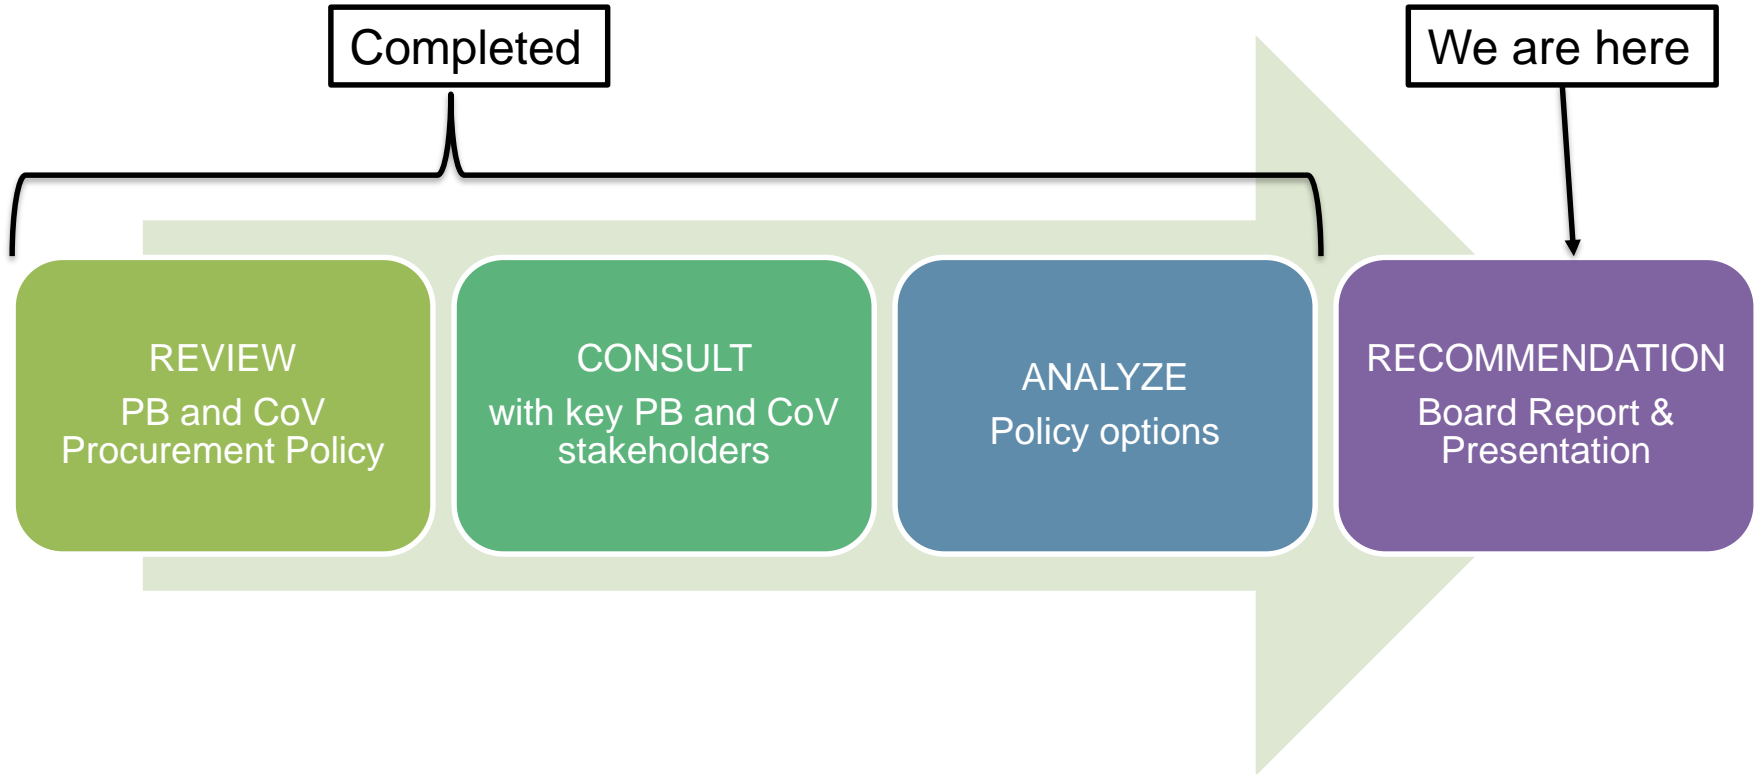 Completed
We are here
REVIEW
PB and CoV
Procurement Policy
CONSULT
with key PB and CoV
stakeholders
ANALYZE
Policy options
RECOMMENDATION
Board Report &
Presentation